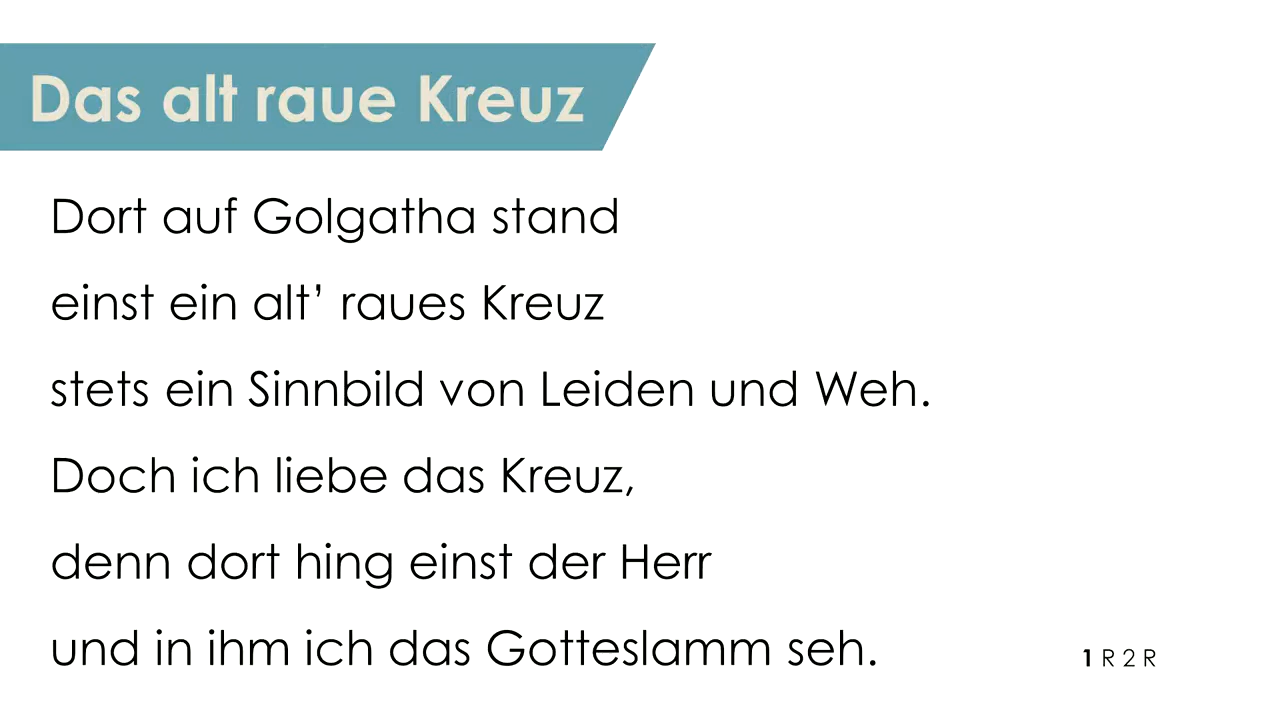 Das alt raue Kreuz
Dort auf Golgatha stand
einst ein alt’ raues Kreuz
stets ein Sinnbild von Leiden und Weh.
Doch ich liebe das Kreuz,
denn dort hing einst der Herr
und in ihm ich das Gotteslamm seh.
1 R 2 R